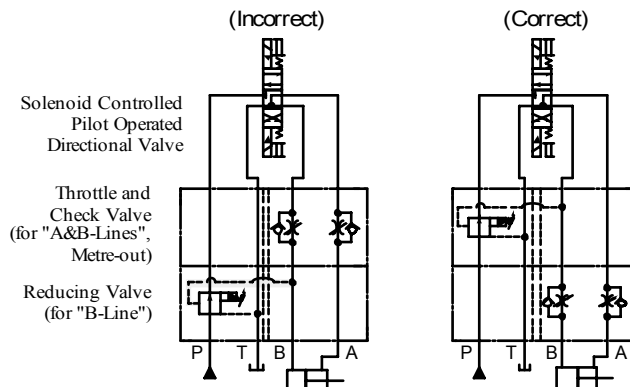 (Incorrect)
(Correct)
Solenoid Controlled
Pilot Operated
Directional Valve
Throttle and
Check Valve
(for "A&B-Lines",
Metre-out)
Reducing Valve
(for "B-Line")
P T B A
P T B A